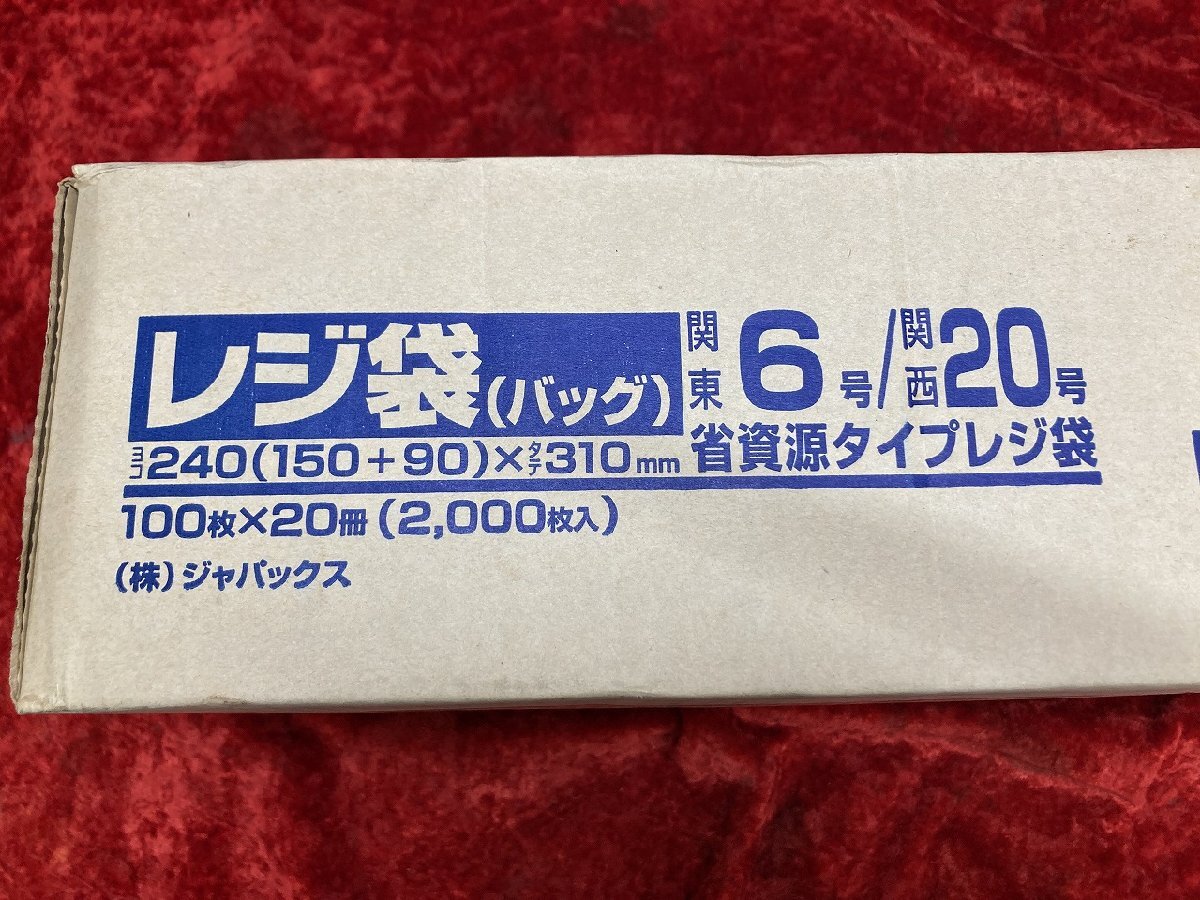 レジ袋(バッグ) 関東6号/関西20号
ヨコ240(150+90)×タテ310mm 省資源タイプレジ袋
100枚×20冊(2,000枚入)
(株)ジャパックス